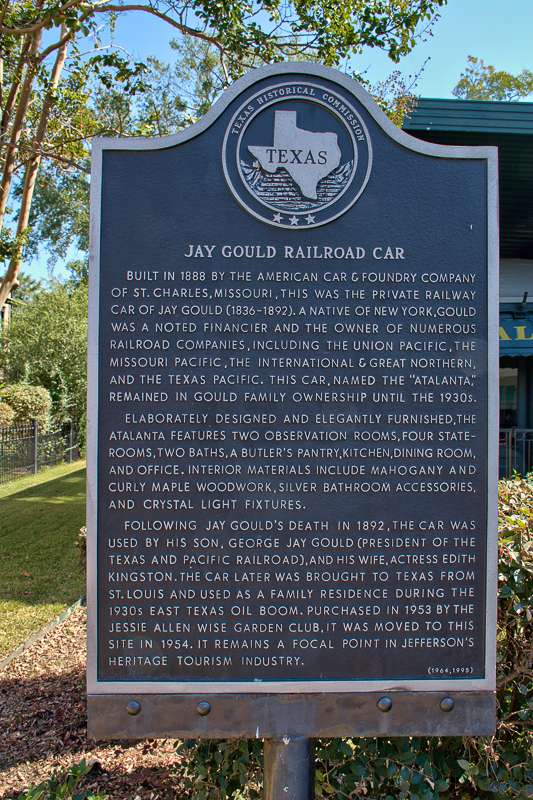 TEXAS HISTORICAL COMMISSION
TEXAS
JAY GOULD RAILROAD CAR
BUILT IN 1888 BY THE AMERICAN CAR & FOUNDRY COMPANY
OF ST. CHARLES, MISSOURI, THIS WAS THE PRIVATE RAILWAY
CAR OF JAY GOULD (1836-1892). A NATIVE OF NEW YORK, GOULD
WAS A NOTED FINANCIER AND THE OWNER OF NUMEROUS
RAILROAD COMPANIES, INCLUDING THE UNION PACIFIC, THE
MISSOURI PACIFIC, THE INTERNATIONAL & GREAT NORTHERN,
AND THE TEXAS PACIFIC. THIS CAR, NAMED THE "ATALANTA,"
REMAINED IN GOULD FAMILY OWNERSHIP UNTIL THE 1930s.
ELABORATELY DESIGNED AND ELEGANTLY FURNISHED, THE
ATALANTA FEATURES TWO OBSERVATION ROOMS, FOUR STATE-
ROOMS, TWO BATHS, A BUTLER'S PANTRY, KITCHEN, DINING ROOM,
AND OFFICE. INTERIOR MATERIALS INCLUDE MAHOGANY AND
CURLY MAPLE WOODWORK, SILVER BATHROOM ACCESSORIES,
AND CRYSTAL LIGHT FIXTURES.
FOLLOWING JAY GOULD'S DEATH IN 1892, THE CAR WAS
USED BY HIS SON, GEORGE JAY GOULD (PRESIDENT OF THE
TEXAS AND PACIFIC RAILROAD), AND HIS WIFE, ACTRESS EDITH
KINGSTON. THE CAR LATER WAS BROUGHT TO TEXAS FROM
ST. LOUIS AND USED AS A FAMILY RESIDENCE DURING THE
1930s EAST TEXAS OIL BOOM. PURCHASED IN 1953 BY THE
JESSIE ALLEN WISE GARDEN CLUB, IT WAS MOVED TO THIS
SITE IN 1954. IT REMAINS A FOCAL POINT IN JEFFERSON'S
HERITAGE TOURISM INDUSTRY.
(1964, 1995)
AL